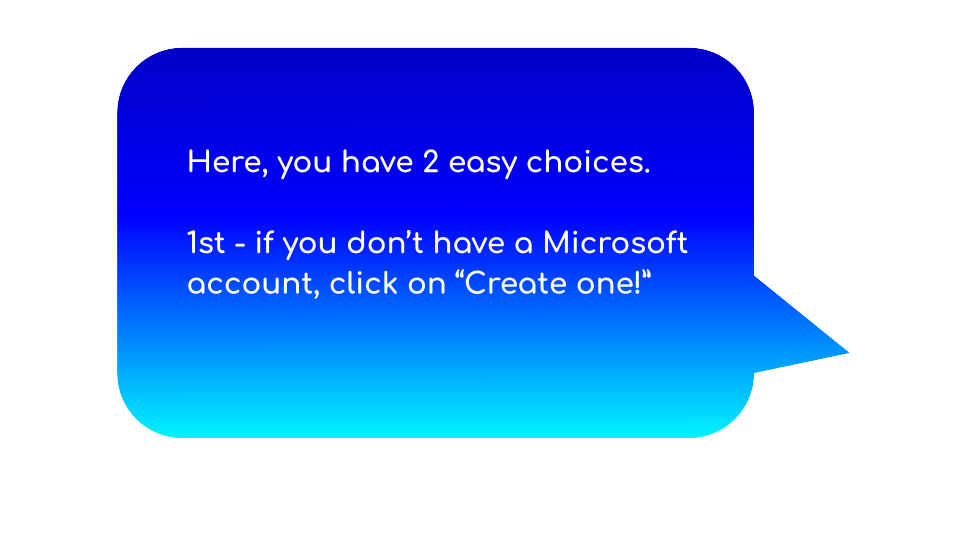 Here, you have 2 easy choices.
1st - if you don’t have a Microsoft
account, click on “Create one!”